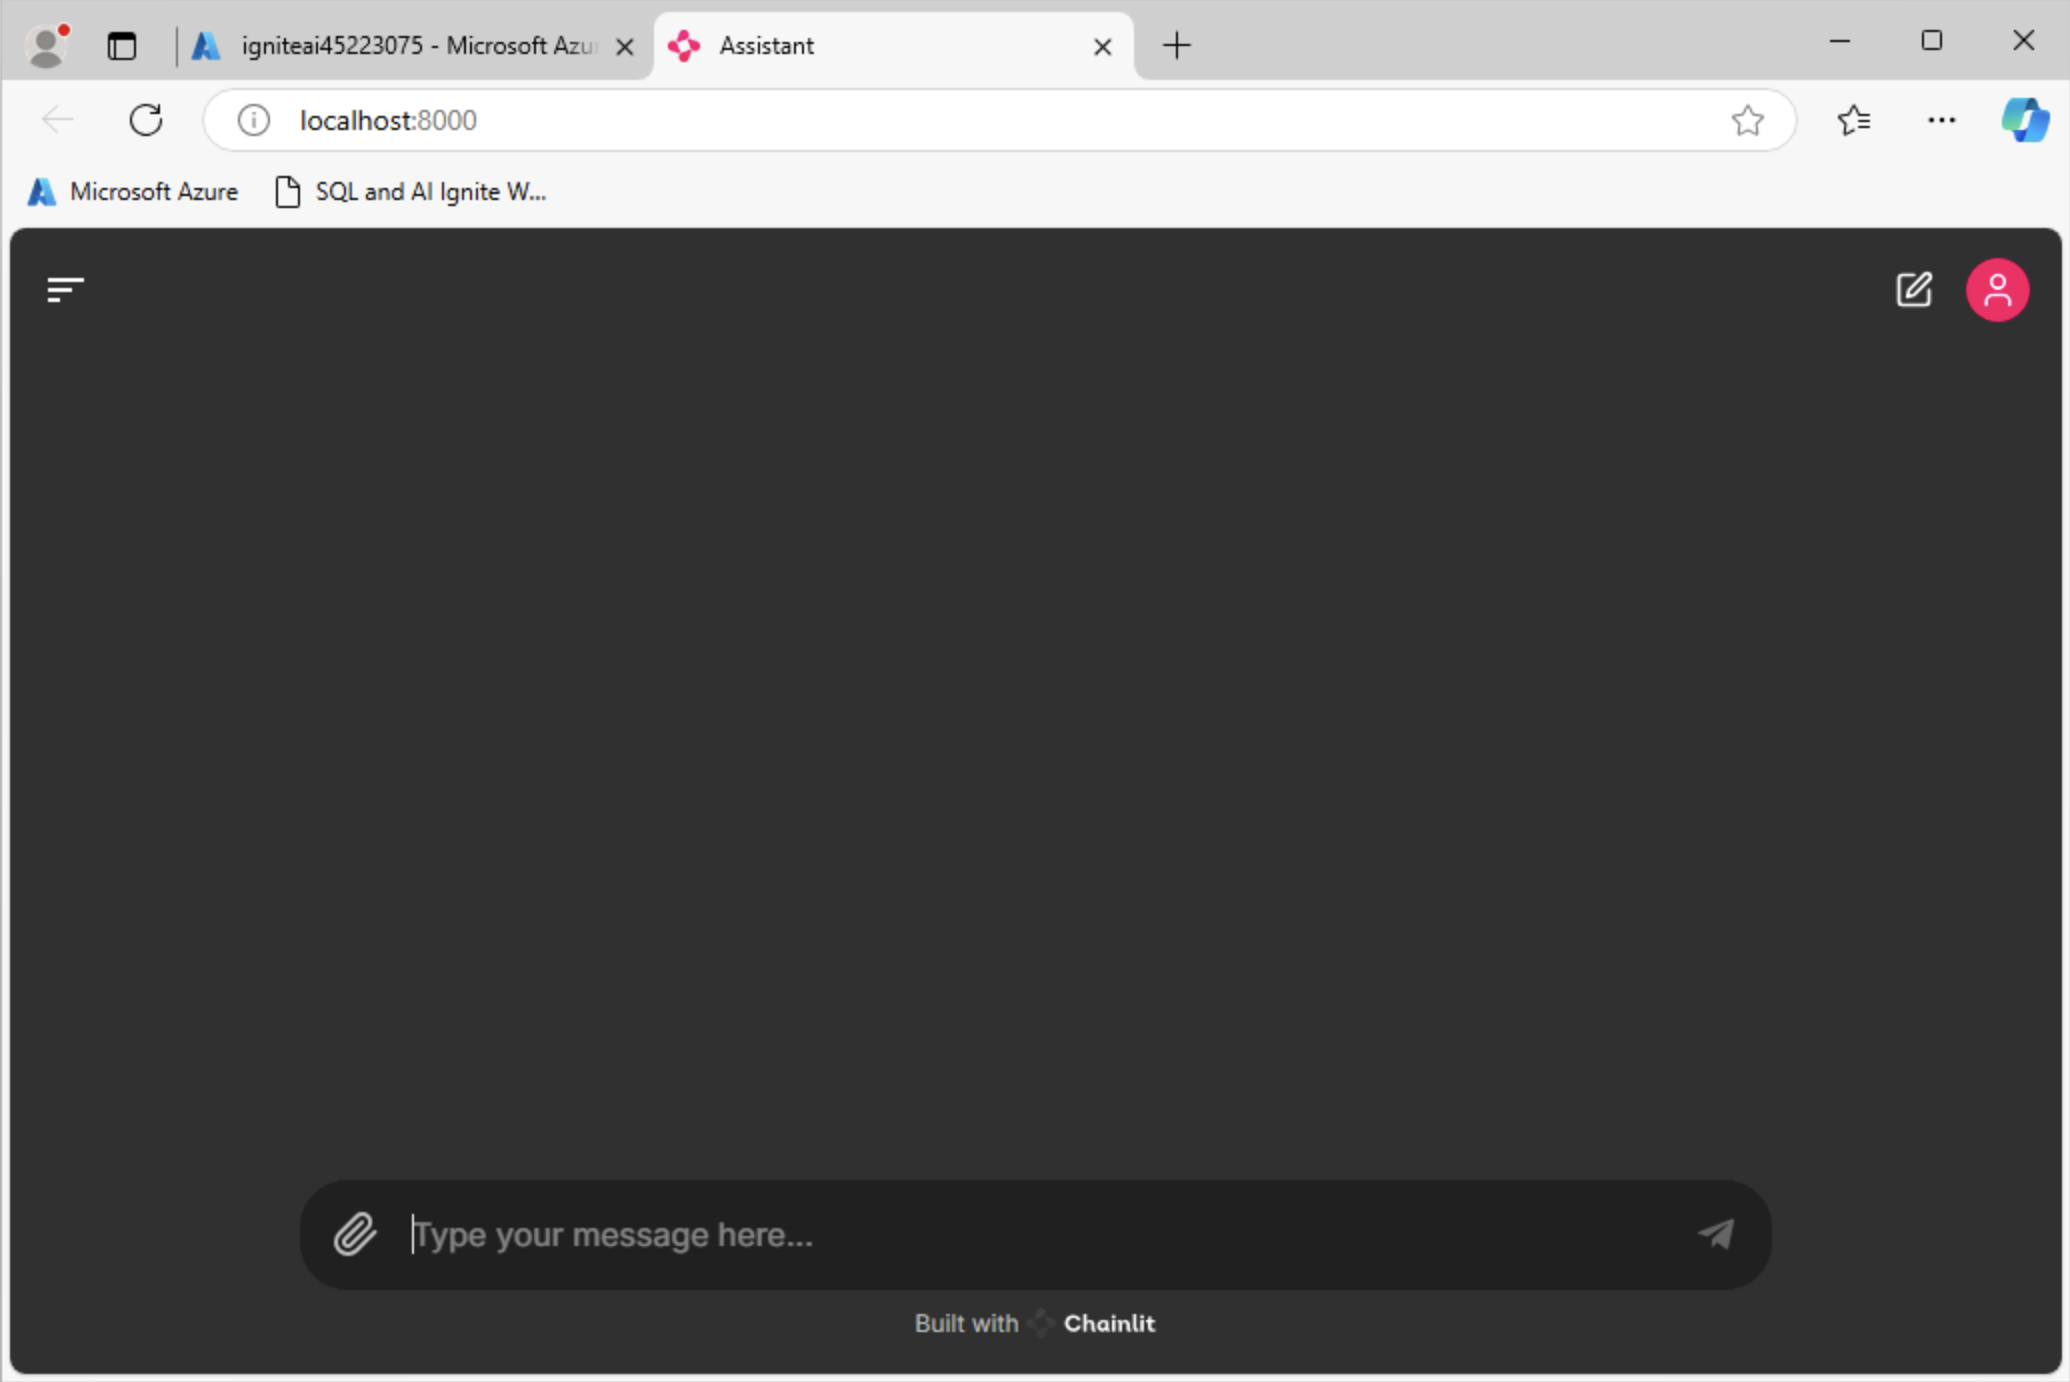 igniteai45223075 - Microsoft Azu
Assistant
localhost:8000
Microsoft Azure
SQL and AI Ignite W...
Type your message here...
Built with Chainlit